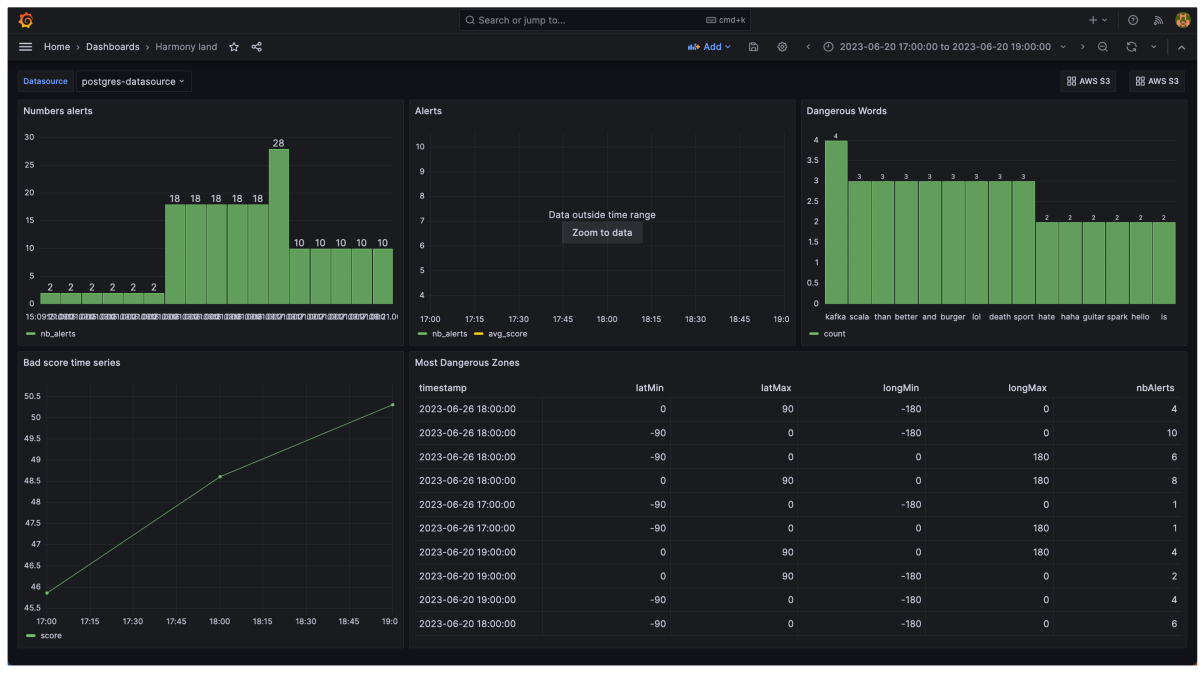 Search or jump to...
cmd+k
Home › Dashboards › Harmony land
Add
2023-06-20 17:00:00 to 2023-06-20 19:00:00
Datasource
postgres-datasource
AWS S3
AWS S3
Numbers alerts
30
25
20
15
10
5
0
2 2 2 2 2 2 18 18 18 18 18 28 10 10 10 10 10
nb_alerts
Alerts
10
9
8
7
6
5
4
Data outside time range
Zoom to data
17:00 17:15 17:30 17:45 18:00 18:15 18:30 18:45 19:0
nb_alerts avg_score
Dangerous Words
4
3.5
3
2.5
2
1.5
1
0.5
0
4 3 3 3 3 3 3 3 3 2 2 2 2 2 2
kafka scala than better and burger lol death sport hate haha guitar spark hello is
count
Bad score time series
50.5
50
49.5
49
48.5
48
47.5
47
46.5
46
45.5
17:00 17:15 17:30 17:45 18:00 18:15 18:30 18:45 19:0
score
Most Dangerous Zones
timestamp latMin latMax longMin longMax nbAlerts
2023-06-26 18:00:00 0 90 -180 0 4
2023-06-26 18:00:00 -90 0 -180 0 10
2023-06-26 18:00:00 -90 0 0 180 6
2023-06-26 18:00:00 0 90 0 180 8
2023-06-26 17:00:00 -90 0 -180 0 1
2023-06-26 17:00:00 -90 0 0 180 1
2023-06-20 19:00:00 0 90 0 180 4
2023-06-20 19:00:00 0 90 -180 0 2
2023-06-20 19:00:00 -90 0 -180 0 4
2023-06-20 18:00:00 -90 0 -180 0 6